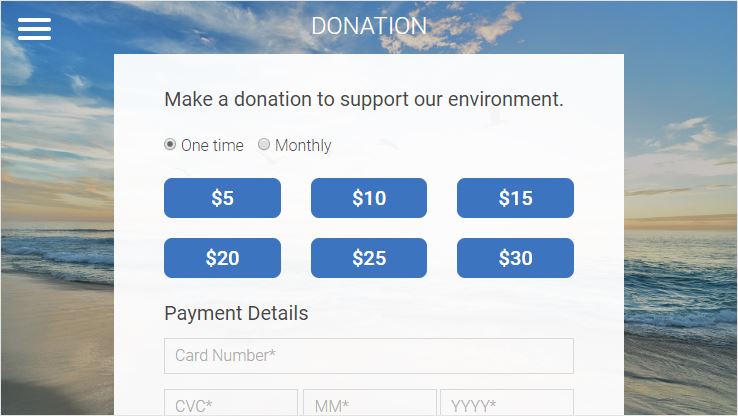 DONATION
Make a donation to support our environment.
One time Monthly
$5 $10 $15
$20 $25 $30
Payment Details
Card Number*
CVC* MM* YYYY*